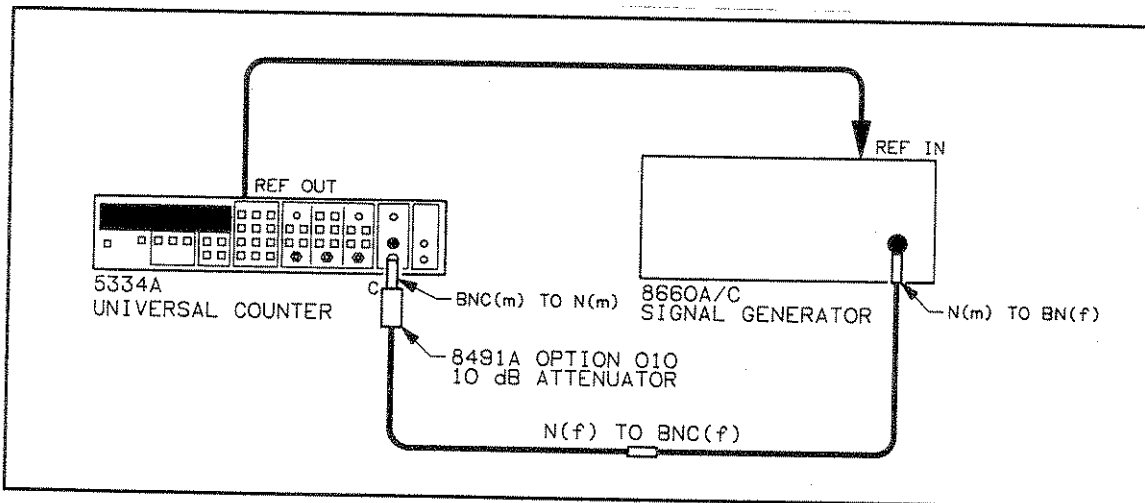 REF IN
REF OUT
5334A
UNIVERSAL COUNTER
C
BNC(m) TO N(m)
8660A/C
SIGNAL GENERATOR
N(m) TO BN(f)
8491A OPTION 010
10 dB ATTENUATOR
N(f) TO BNC(f)